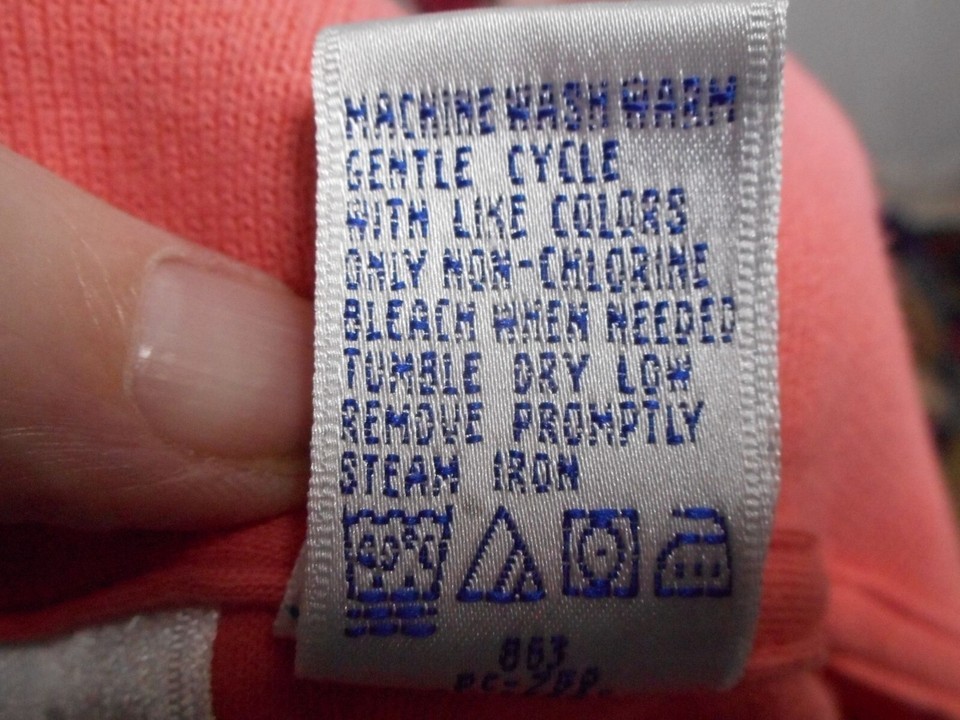 MACHINE WASH WARM
GENTLE CYCLE
WITH LIKE COLORS
ONLY NON-CHLORINE
BLEACH WHEN NEEDED
TUMBLE DRY LOW
REMOVE PROMPTLY
STEAM IRON
863